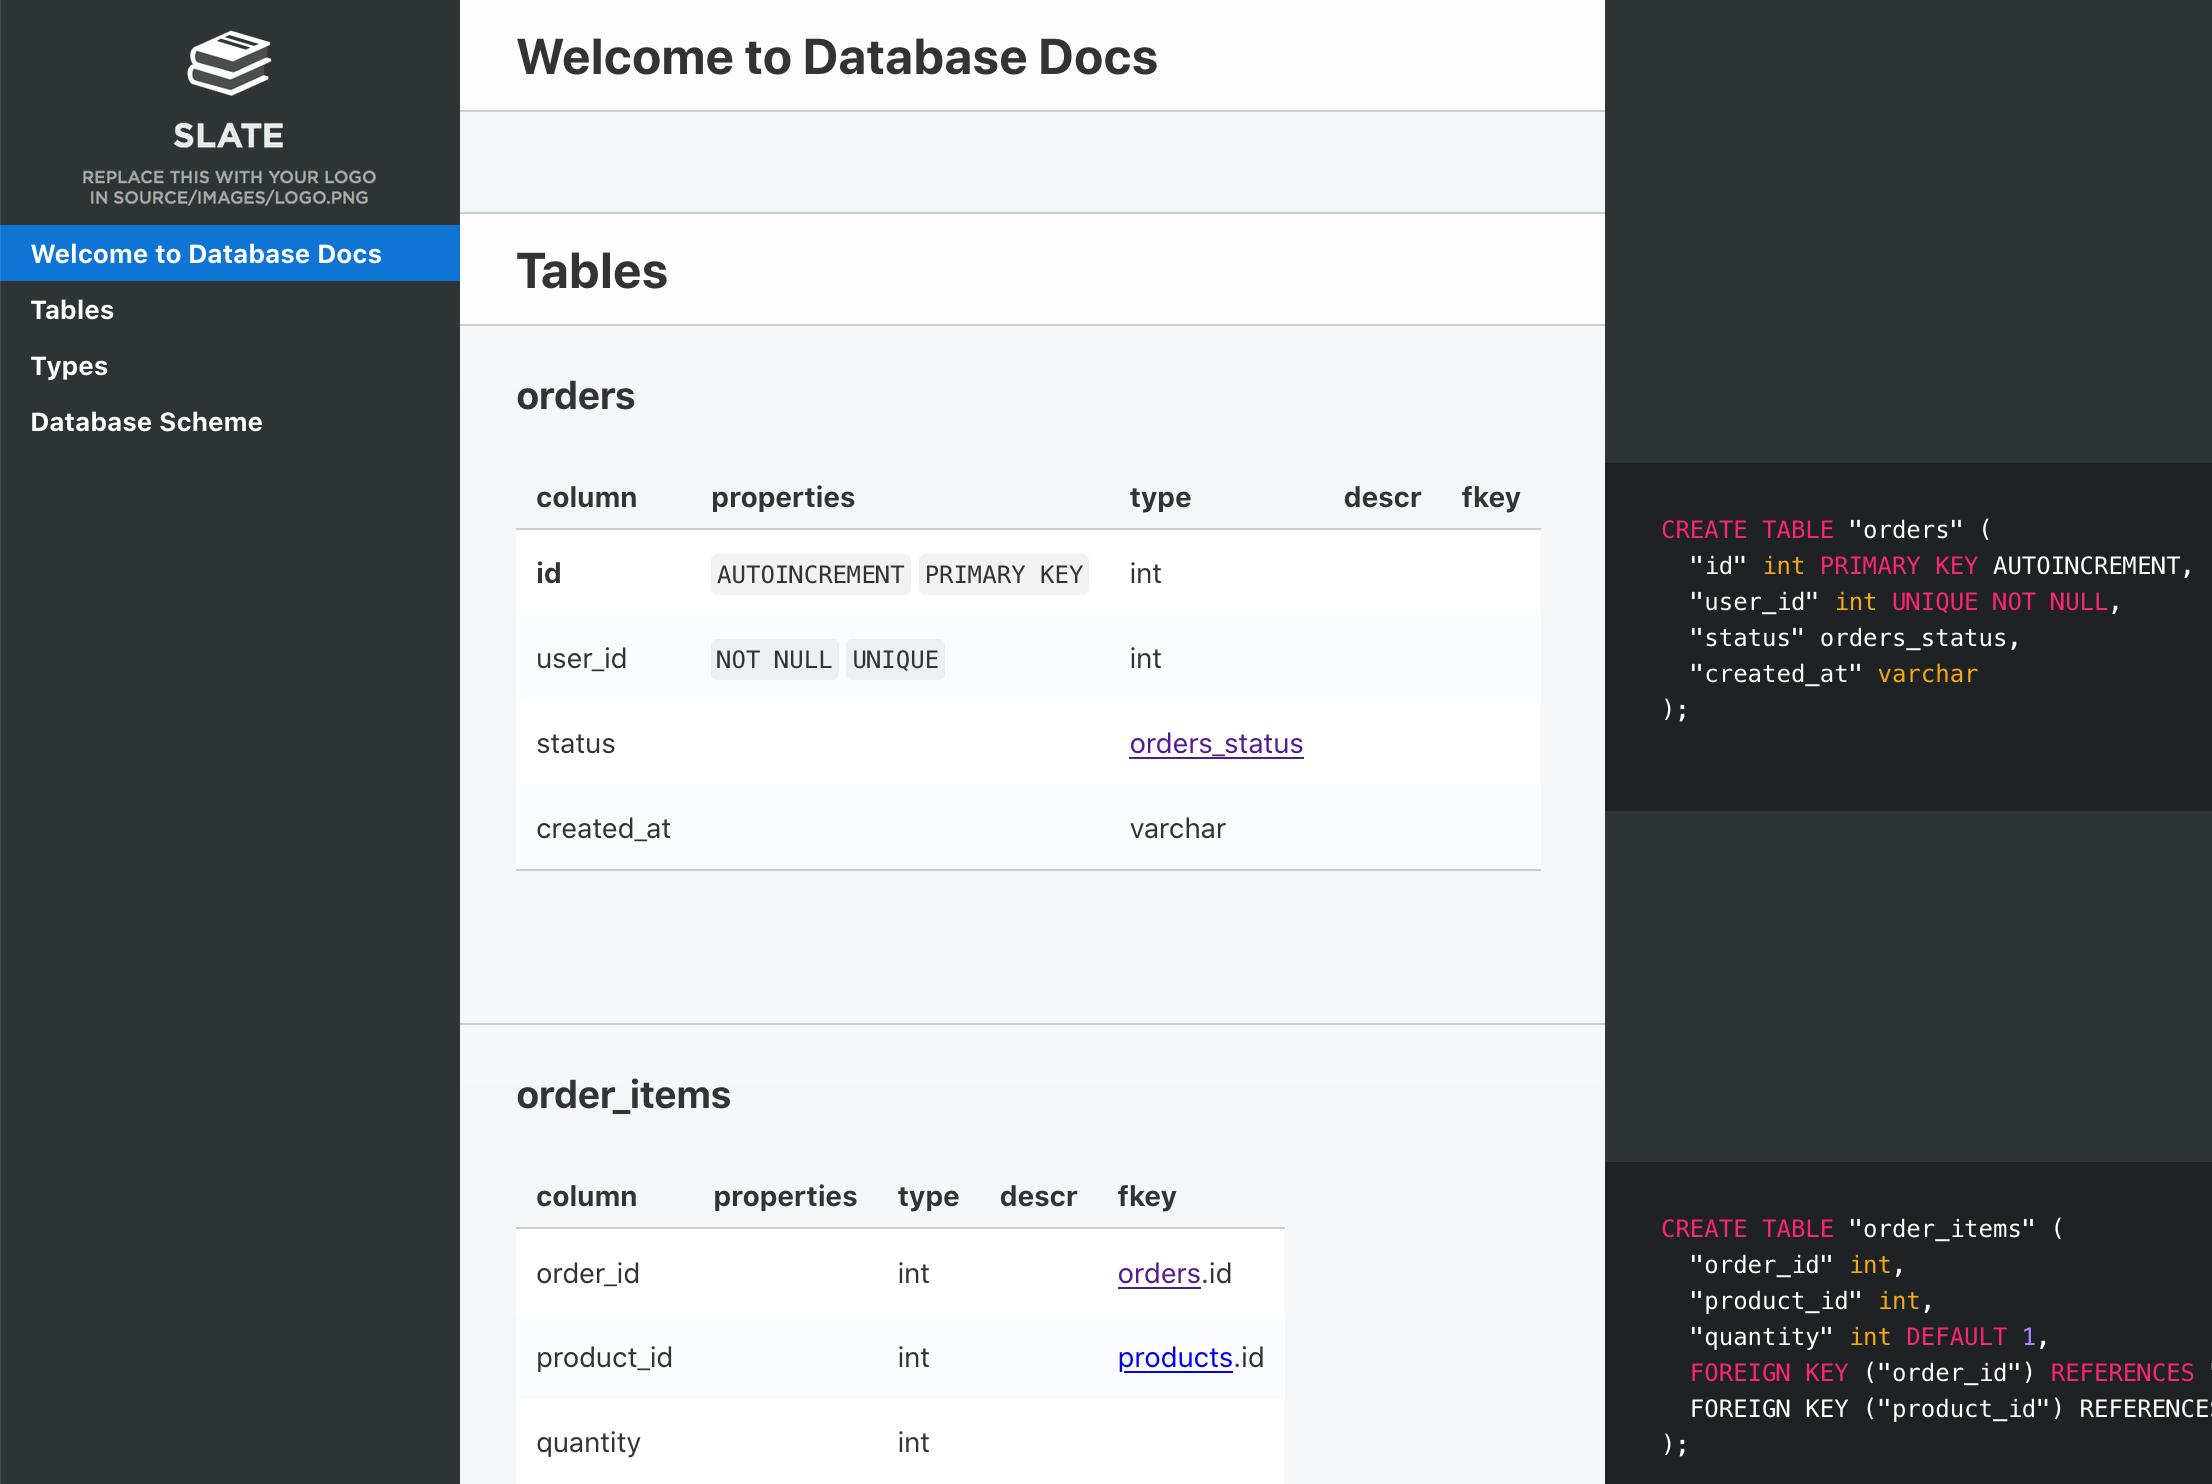 SLATE
REPLACE THIS WITH YOUR LOGO
IN SOURCE/IMAGES/LOGO.PNG
Welcome to Database Docs
Tables
Types
Database Scheme
Welcome to Database Docs
Tables
orders
column properties type descr fkey
id AUTOINCREMENT PRIMARY KEY int
user_id NOT NULL UNIQUE int
status orders_status
created_at varchar
order_items
column properties type descr fkey
order_id int orders.id
product_id int products.id
quantity int
CREATE TABLE "orders" (
"id" int PRIMARY KEY AUTOINCREMENT,
"user_id" int UNIQUE NOT NULL,
"status" orders_status,
"created_at" varchar
);
CREATE TABLE "order_items" (
"order_id" int,
"product_id" int,
"quantity" int DEFAULT 1,
FOREIGN KEY ("order_id") REFERENCES
FOREIGN KEY ("product_id") REFERENCE
);